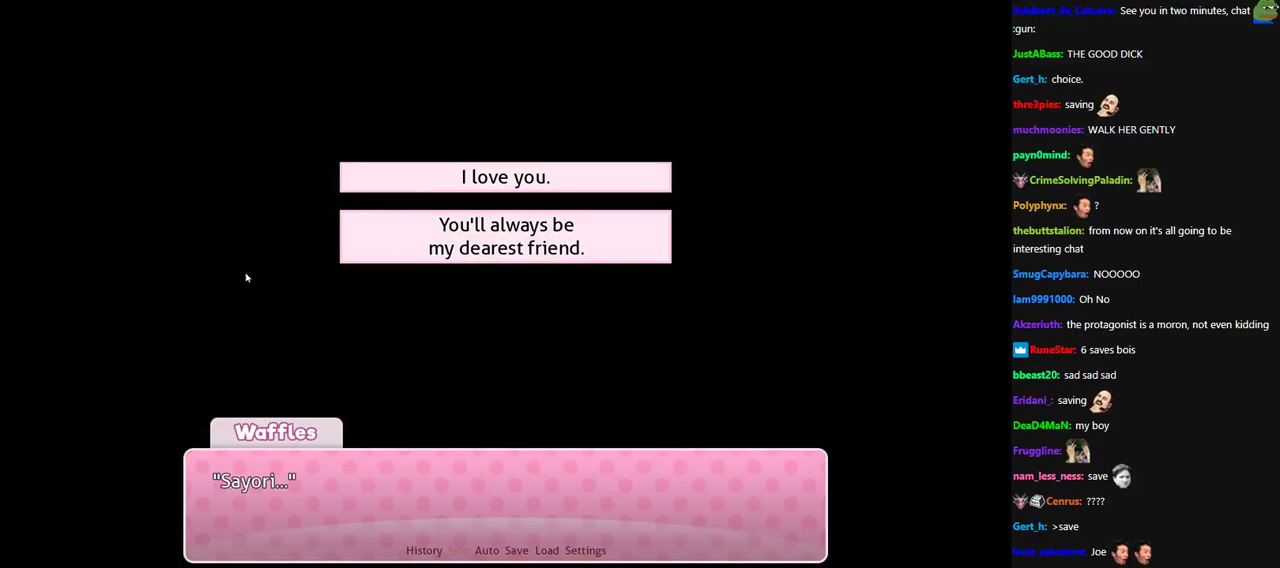 I love you.
You'll always be
my dearest friend.
Waffles
"Sayori..."
History Skip Auto Save Load Settings
See you in two minutes, chat
:gun:
JustABass: THE GOOD DICK
Gert_h: choice.
thre3pies: saving
muchmoonies: WALK HER GENTLY
payn0mind:
CrimeSolvingPaladin:
Polyphynx: ?
thebuttstalion: from now on it's all going to be
interesting chat
SmugCapybara: NOOOOO
Iam9991000: Oh No
Akzeriuth: the protagonist is a moron, not even kidding
RuneStar: 6 saves bois
bbeast20: sad sad sad
Eridani_: saving
DeaD4MaN: my boy
Fruggline:
nam_less_ness: save
Cenrus: ????
Gert_h: >save
louis_salvatore: Joe